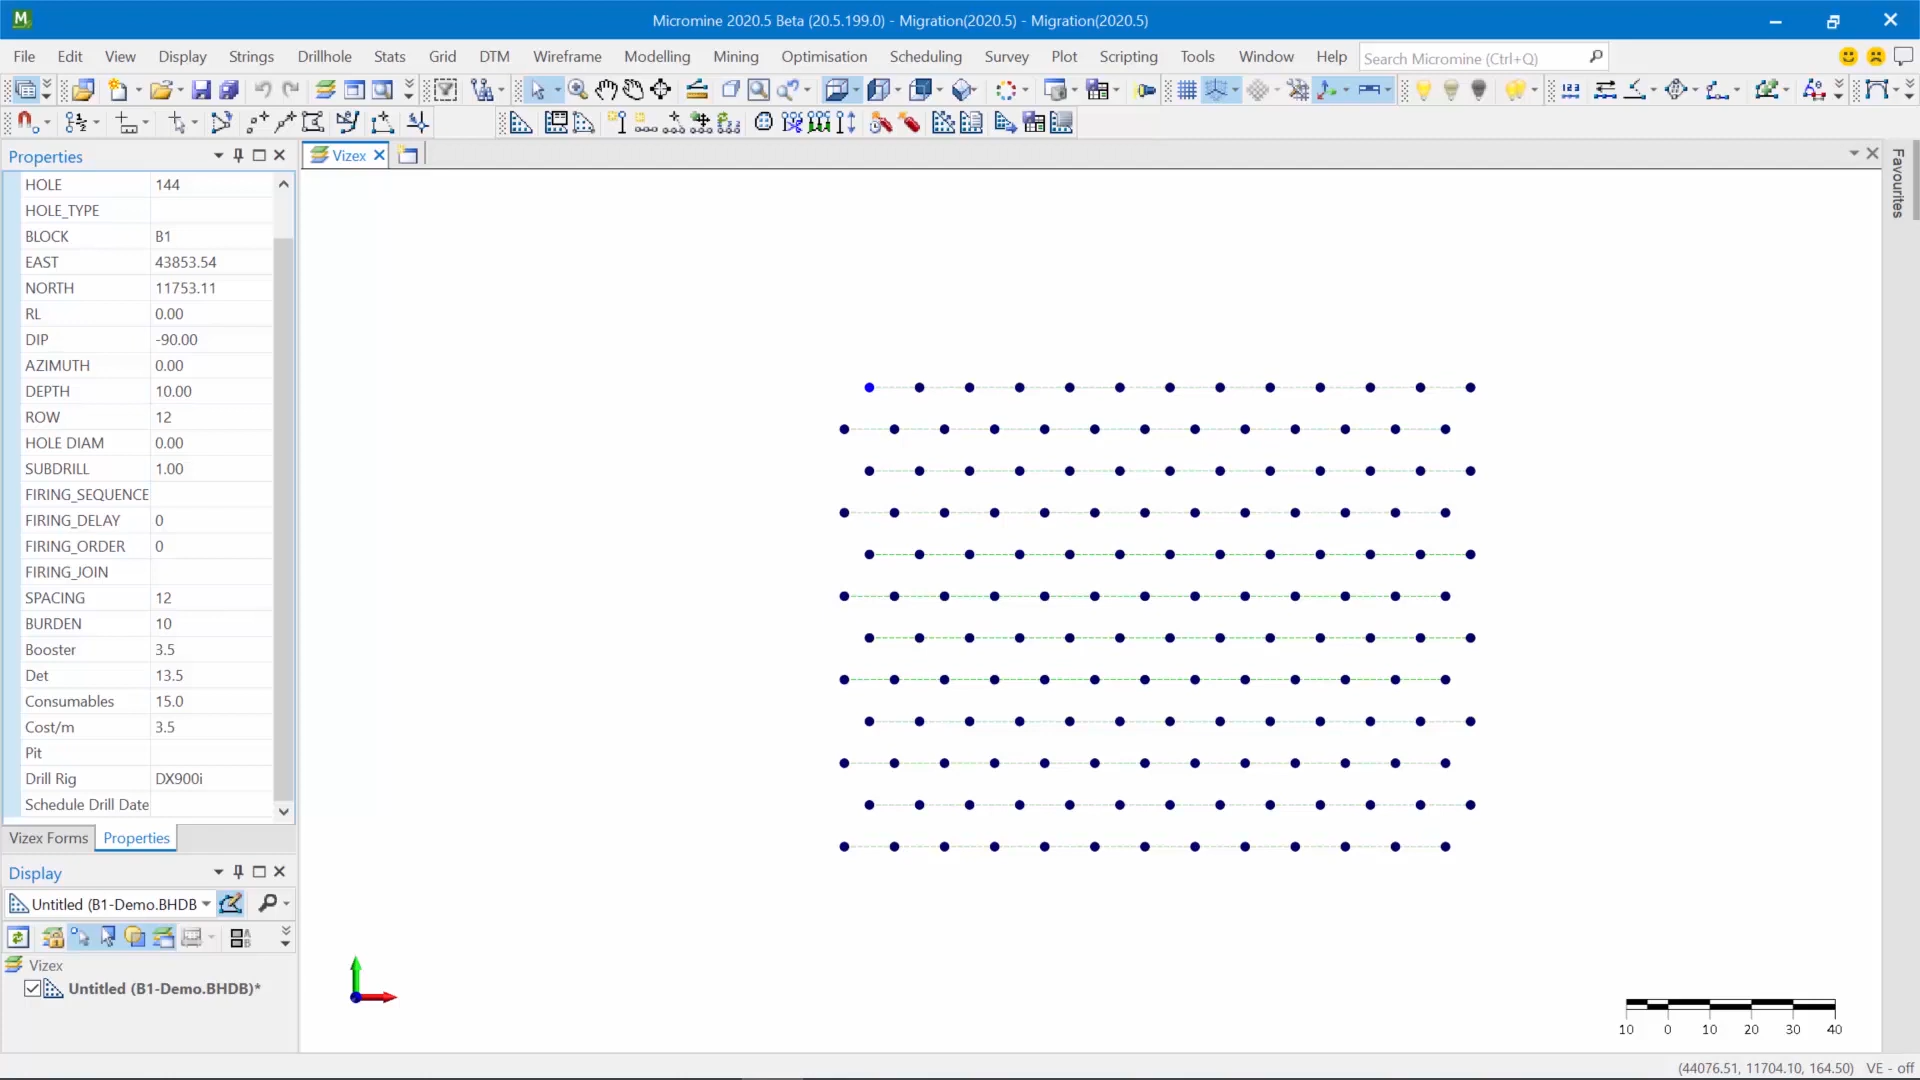 M
Micromine 2020.5 Beta (20.5.199.0) - Migration(2020.5) - Migration(2020.5)
File Edit View Display Strings Drillhole Stats Grid DTM Wireframe Modelling Mining Optimisation Scheduling Survey Plot Scripting Tools Window Help Search Micromine (Ctrl+Q)
Properties
Vizex
Favourites
HOLE 144
HOLE_TYPE
BLOCK B1
EAST 43853.54
NORTH 11753.11
RL 0.00
DIP -90.00
AZIMUTH 0.00
DEPTH 10.00
ROW 12
HOLE DIAM 0.00
SUBDRILL 1.00
FIRING_SEQUENCE
FIRING_DELAY 0
FIRING_ORDER 0
FIRING_JOIN
SPACING 12
BURDEN 10
Booster 3.5
Det 13.5
Consumables 15.0
Cost/m 3.5
Pit
Drill Rig DX900i
Schedule Drill Date
Vizex Forms Properties
Display
Untitled (B1-Demo.BHDB
Vizex
Untitled (B1-Demo.BHDB)*
10 0 10 20 30 40
(44076.51, 11704.10, 164.50) VE - off